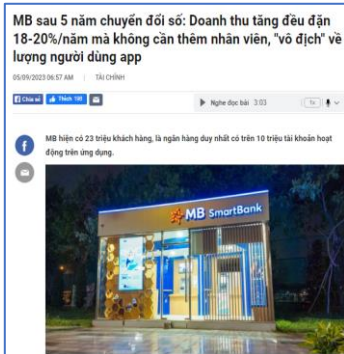 MB sau 5 năm chuyển đổi số: Doanh thu tăng đều đặn
18-20%/năm mà không cần thêm nhân viên, "vô địch" về
lượng người dùng app
05/09/2023 06:57 AM | TÀI CHÍNH
Chia sẻ Thích 100 Nghe đọc bài 3:03 1x
MB hiện có 23 triệu khách hàng, là ngân hàng duy nhất có trên 10 triệu tài khoản hoạt
động trên ứng dụng.
MB SmartBank